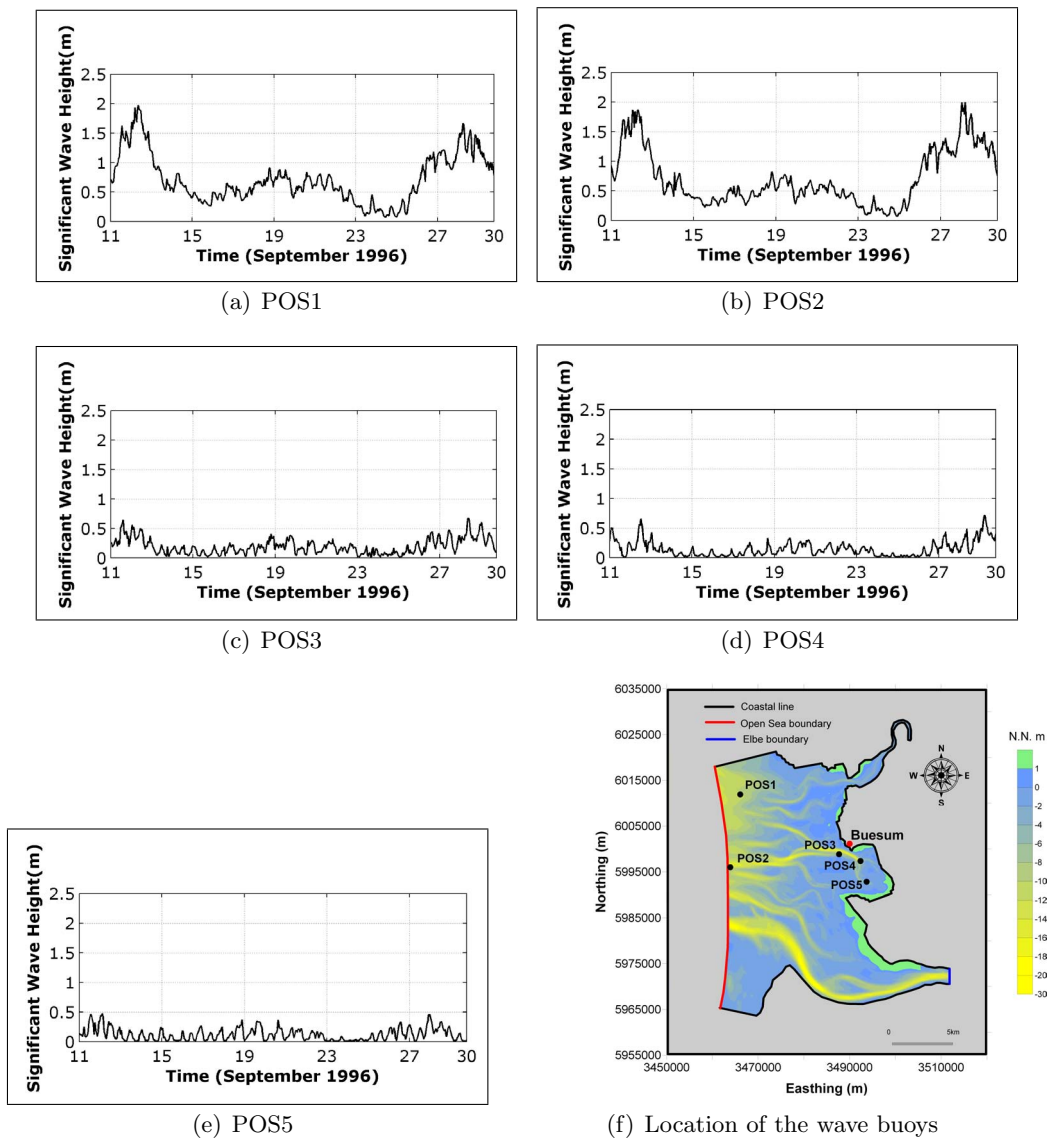 Significant Wave Height(m)
2.5
2
1.5
1
0.5
0
11 15 19 23 27 30
Time (September 1996)
(a) POS1
Significant Wave Height(m)
2.5
2
1.5
1
0.5
0
11 15 19 23 27 30
Time (September 1996)
(b) POS2
Significant Wave Height(m)
2.5
2
1.5
1
0.5
0
11 15 19 23 27 30
Time (September 1996)
(c) POS3
Significant Wave Height(m)
2.5
2
1.5
1
0.5
0
11 15 19 23 27 30
Time (September 1996)
(d) POS4
Significant Wave Height(m)
2.5
2
1.5
1
0.5
0
11 15 19 23 27 30
Time (September 1996)
(e) POS5
Northing (m)
6035000
6025000
6015000
6005000
5995000
5985000
5975000
5965000
5955000
Coastal line
Open Sea boundary
Elbe boundary
N
W E
S
POS1
Buesum
POS3
POS2
POS4
POS5
0 5km
3450000 3470000 3490000 3510000
Easthing (m)
N.N. m
1
0
-2
-4
-6
-8
-10
-12
-14
-16
-18
-20
-30
(f) Location of the wave buoys